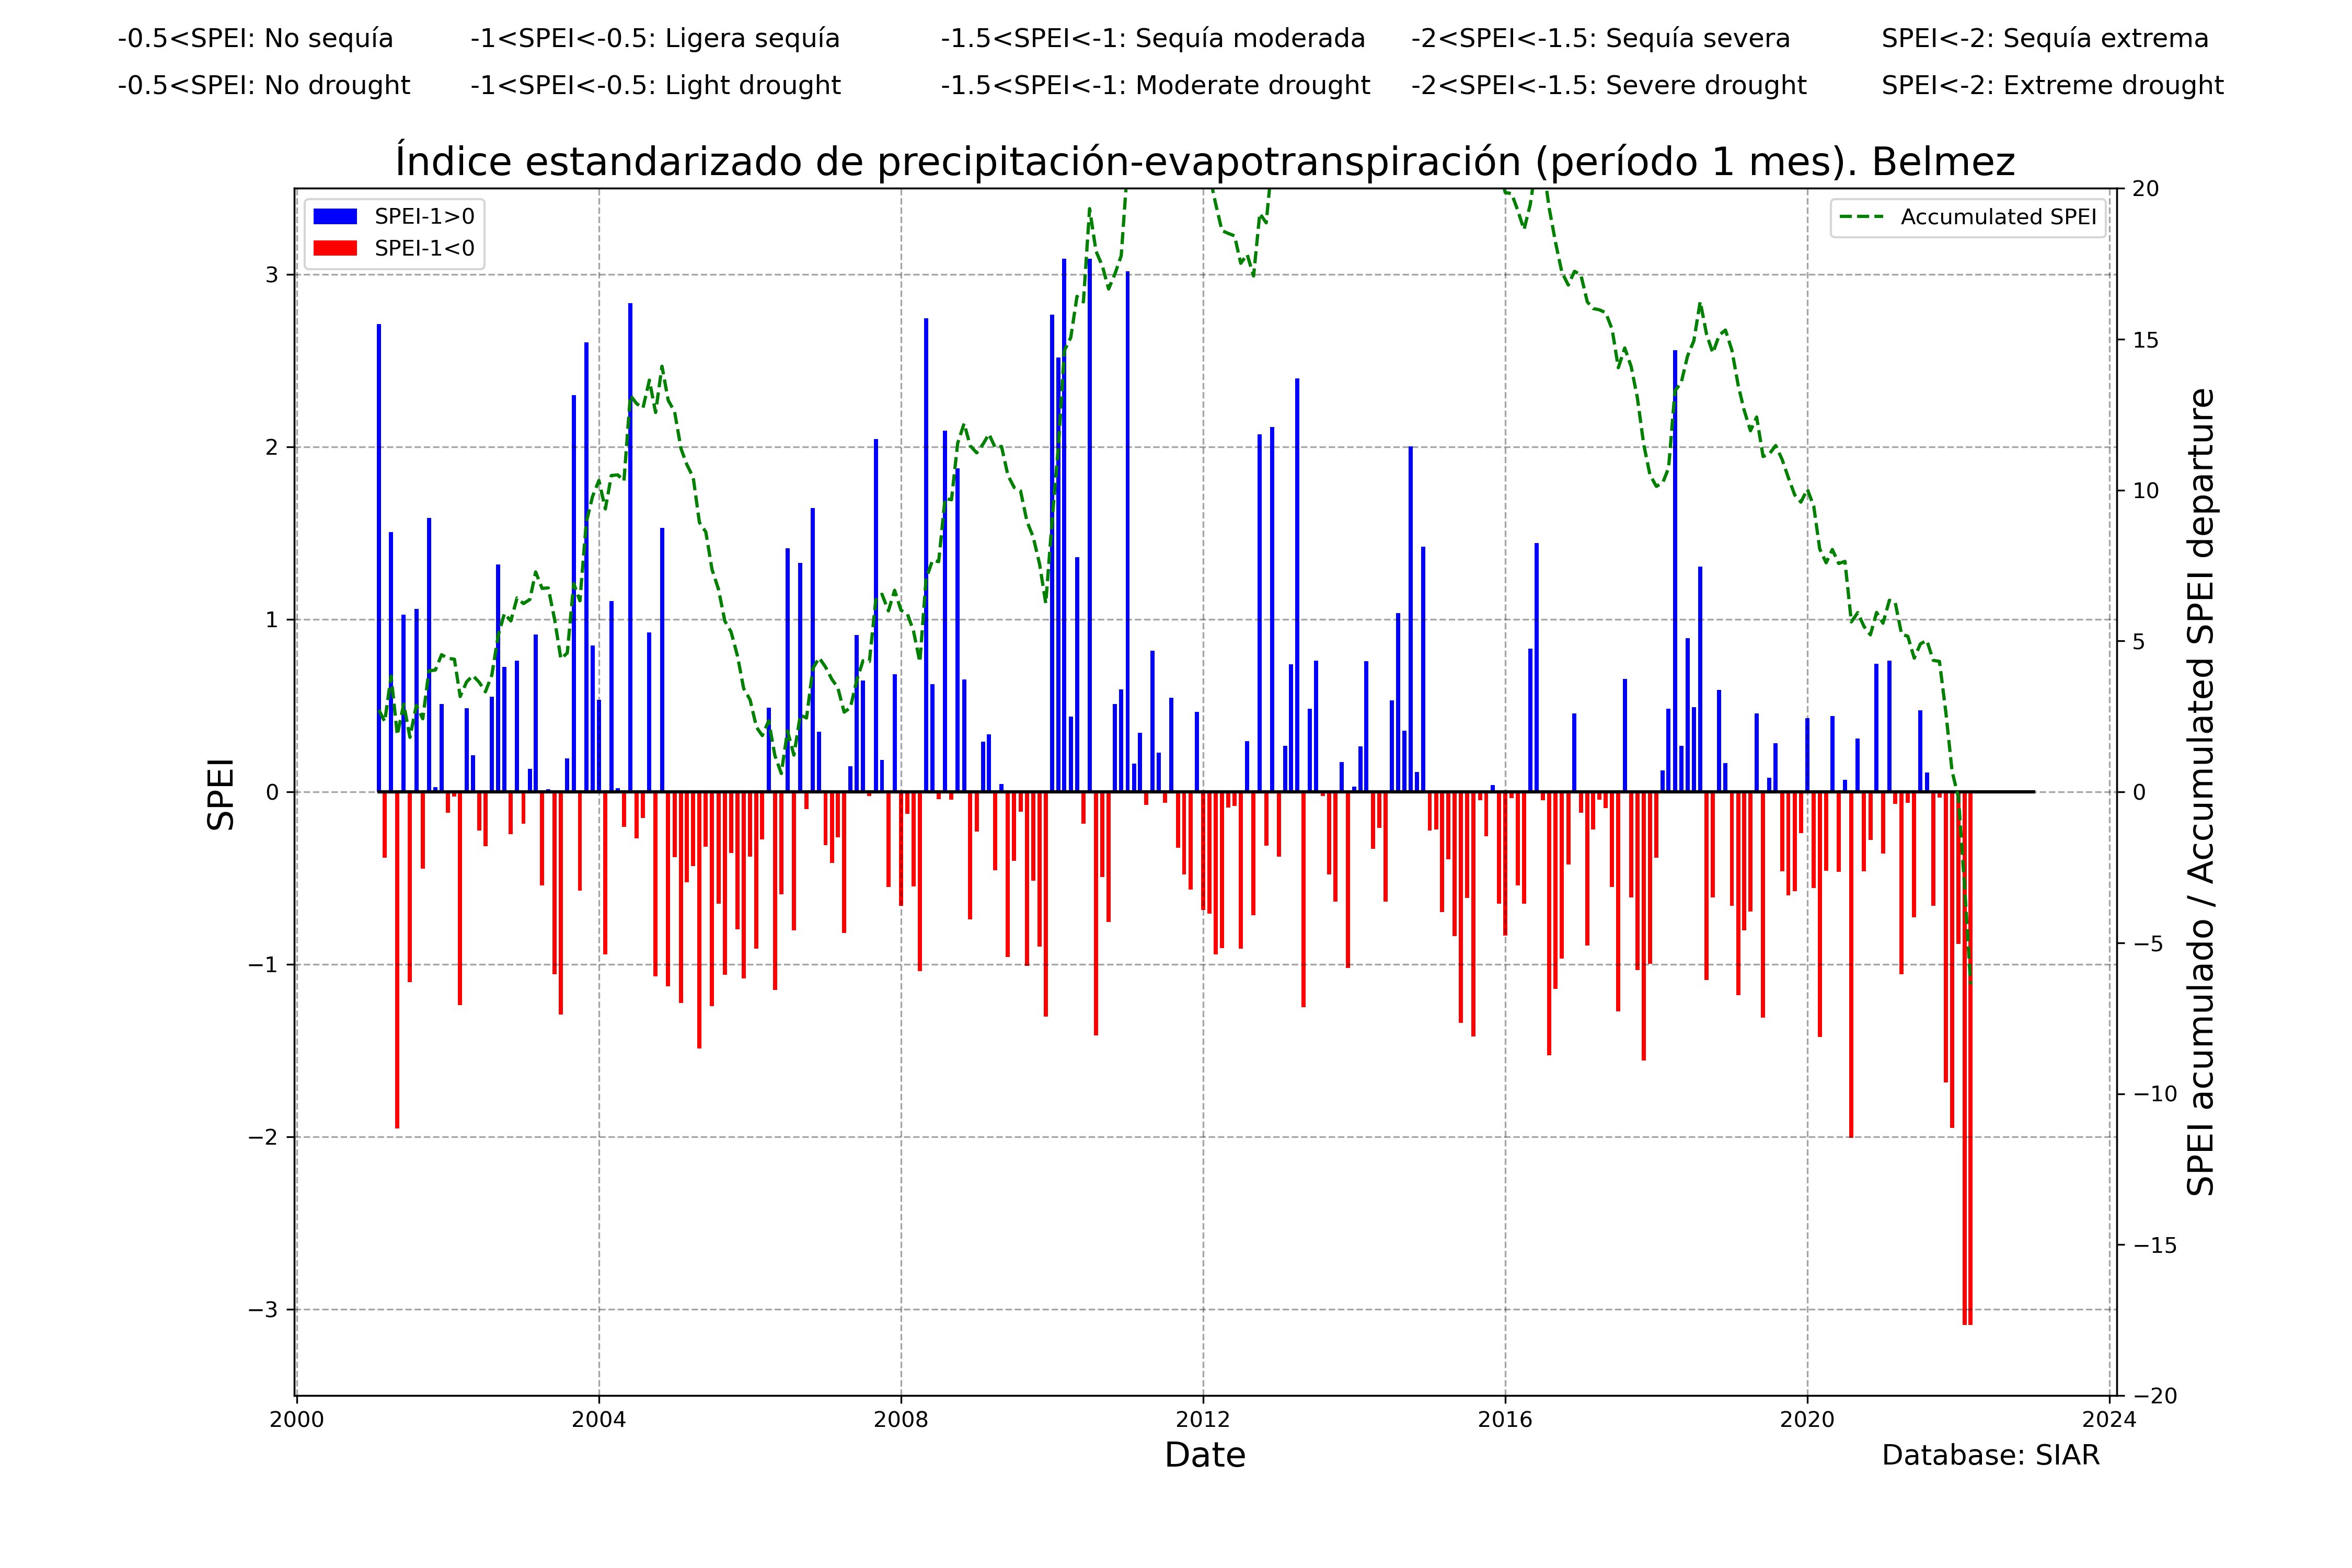 -0.5<SPEI: No sequía -1<SPEI<-0.5: Ligera sequía -1.5<SPEI<-1: Sequía moderada -2<SPEI<-1.5: Sequía severa SPEI<-2: Sequía extrema
-0.5<SPEI: No drought -1<SPEI<-0.5: Light drought -1.5<SPEI<-1: Moderate drought -2<SPEI<-1.5: Severe drought SPEI<-2: Extreme drought
Índice estandarizado de precipitación-evapotranspiración (período 1 mes). Belmez
SPEI-1>0
SPEI-1<0
Accumulated SPEI
SPEI
3
2
1
0
−1
−2
−3
20
15
10
5
0
−5
−10
−15
−20
SPEI acumulado / Accumulated SPEI departure
2000 2004 2008 2012 2016 2020 2024
Date
Database: SIAR